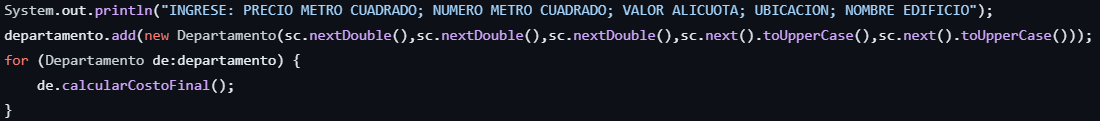 System.out.println("INGRESE: PRECIO METRO CUADRADO; NUMERO METRO CUADRADO; VALOR ALICUOTA; UBICACION; NOMBRE EDIFICIO");
departamento.add(new Departamento(sc.nextDouble(),sc.nextDouble(),sc.nextDouble(),sc.next().toUpperCase(),sc.next().toUpperCase()));
for (Departamento de:departamento) {
    de.calcularCostoFinal();
}